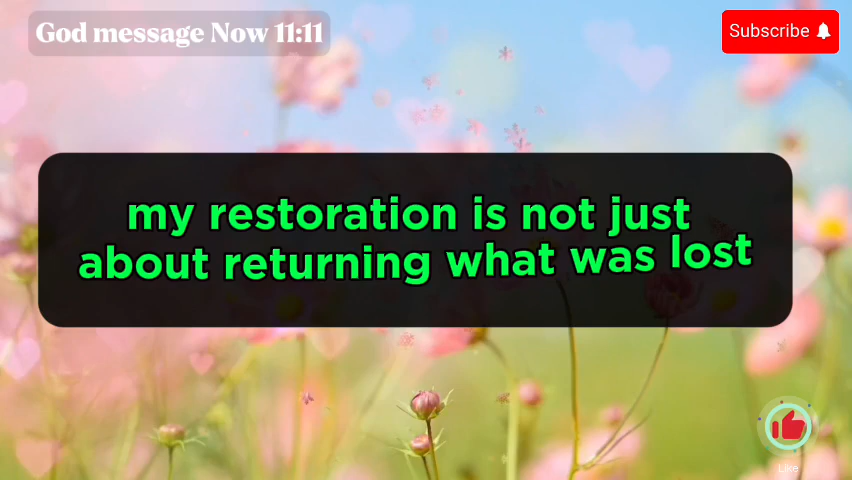 God message Now 11:11
Subscribe
my restoration is not just
about returning what was lost
Like